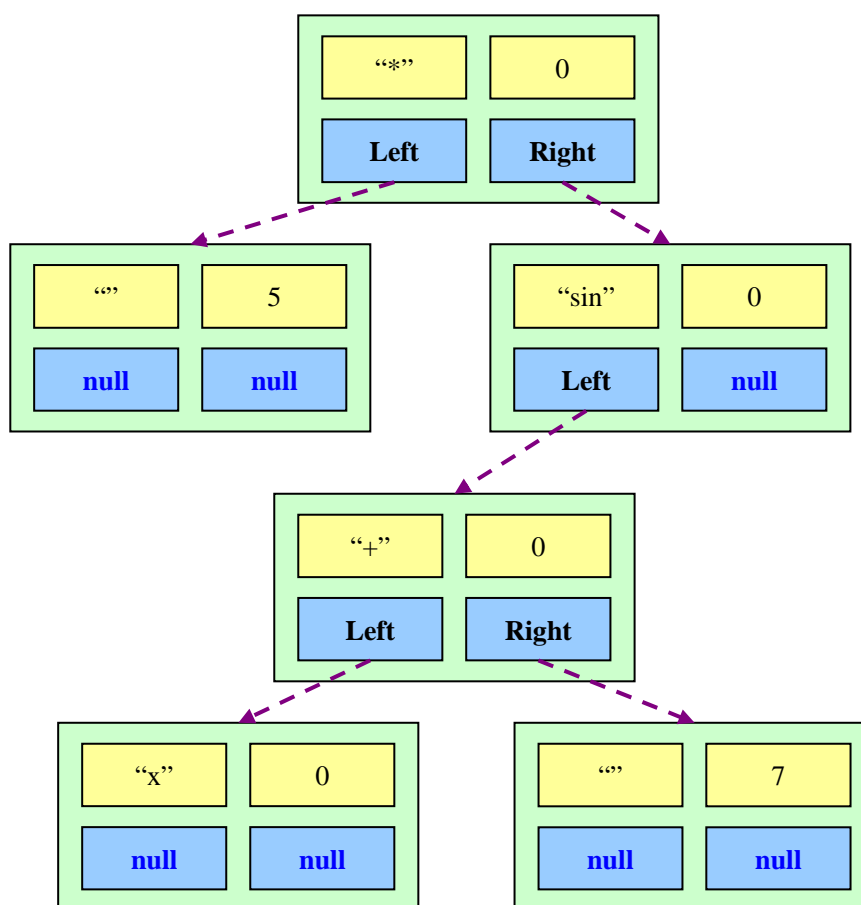 “*” 0
Left Right
“” 5
null null
“sin” 0
Left null
“+” 0
Left Right
“x” 0
null null
“” 7
null null